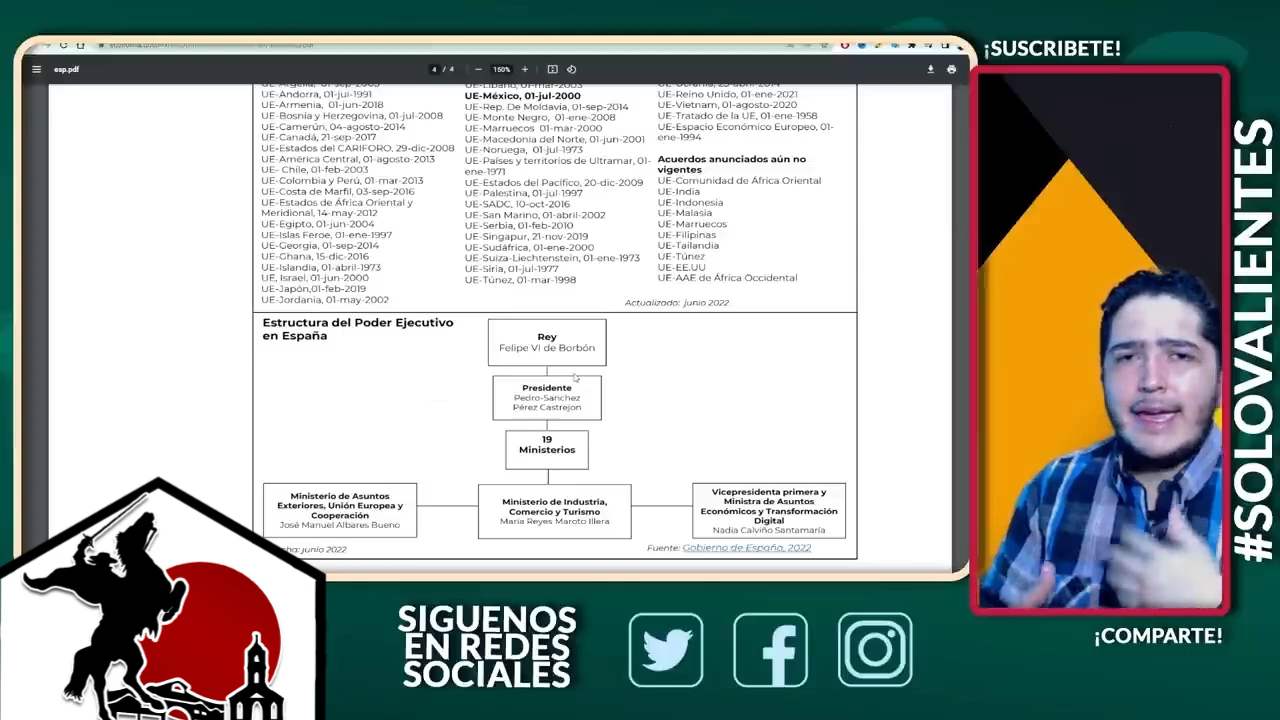 ¡SUSCRIBETE!
esp.pdf
4 / 4
150%
UE-Andorra, 01-jul-1991
UE-Armenia, 01-jun-2018
UE-Bosnia y Herzegovina, 01-jul-2008
UE-Camerún, 04-agosto-2014
UE-Canadá, 21-sep-2017
UE-Estados del CARIFORO, 29-dic-2008
UE-América Central, 01-agosto-2013
UE- Chile, 01-feb-2003
UE-Colombia y Perú, 01-mar-2013
UE-Costa de Marfil, 03-sep-2016
UE-Estados de África Oriental y
Meridional, 14-may-2012
UE-Egipto, 01-jun-2004
UE-Islas Feroe, 01-ene-1997
UE-Georgia, 01-sep-2014
UE-Ghana, 15-dic-2016
UE-Islandia, 01-abril-1973
UE, Israel, 01-jun-2000
UE-Japón,01-feb-2019
UE-Jordania, 01-may-2002
UE-Líbano, 01-mar-2003
UE-México, 01-jul-2000
UE-Rep. De Moldavia, 01-sep-2014
UE-Monte Negro, 01-ene-2008
UE-Marruecos 01-mar-2000
UE-Macedonia del Norte, 01-jun-2001
UE-Noruega, 01-jul-1973
UE-Países y territorios de Ultramar, 01-
ene-1971
UE-Estados del Pacífico, 20-dic-2009
UE-Palestina, 01-jul-1997
UE-SADC, 10-oct-2016
UE-San Marino, 01-abril-2002
UE-Serbia, 01-feb-2010
UE-Singapur, 21-nov-2019
UE-Sudáfrica, 01-ene-2000
UE-Suiza-Liechtenstein, 01-ene-1973
UE-Siria, 01-jul-1977
UE-Túnez, 01-mar-1998
UE-Reino Unido, 01-ene-2021
UE-Vietnam, 01-agosto-2020
UE-Tratado de la UE, 01-ene-1958
UE-Espacio Económico Europeo, 01-
ene-1994
Acuerdos anunciados aún no
vigentes
UE-Comunidad de África Oriental
UE-India
UE-Indonesia
UE-Malasia
UE-Marruecos
UE-Filipinas
UE-Tailandia
UE-Túnez
UE-EE.UU
UE-AAE de África Occidental
Actualizado: junio 2022
Estructura del Poder Ejecutivo
en España
Rey
Felipe VI de Borbón
Presidente
Pedro-Sanchez
Pérez Castrejon
19
Ministerios
Ministerio de Asuntos
Exteriores, Unión Europea y
Cooperación
José Manuel Albares Bueno
Ministerio de Industria,
Comercio y Turismo
María Reyes Maroto Illera
Vicepresidenta primera y
Ministra de Asuntos
Económicos y Transformación
Digital
Nadia Calviño Santamaría
junio 2022
Fuente: Gobierno de España, 2022
#SOLOVALIENTES
SIGUENOS
EN REDES
SOCIALES
¡COMPARTE!